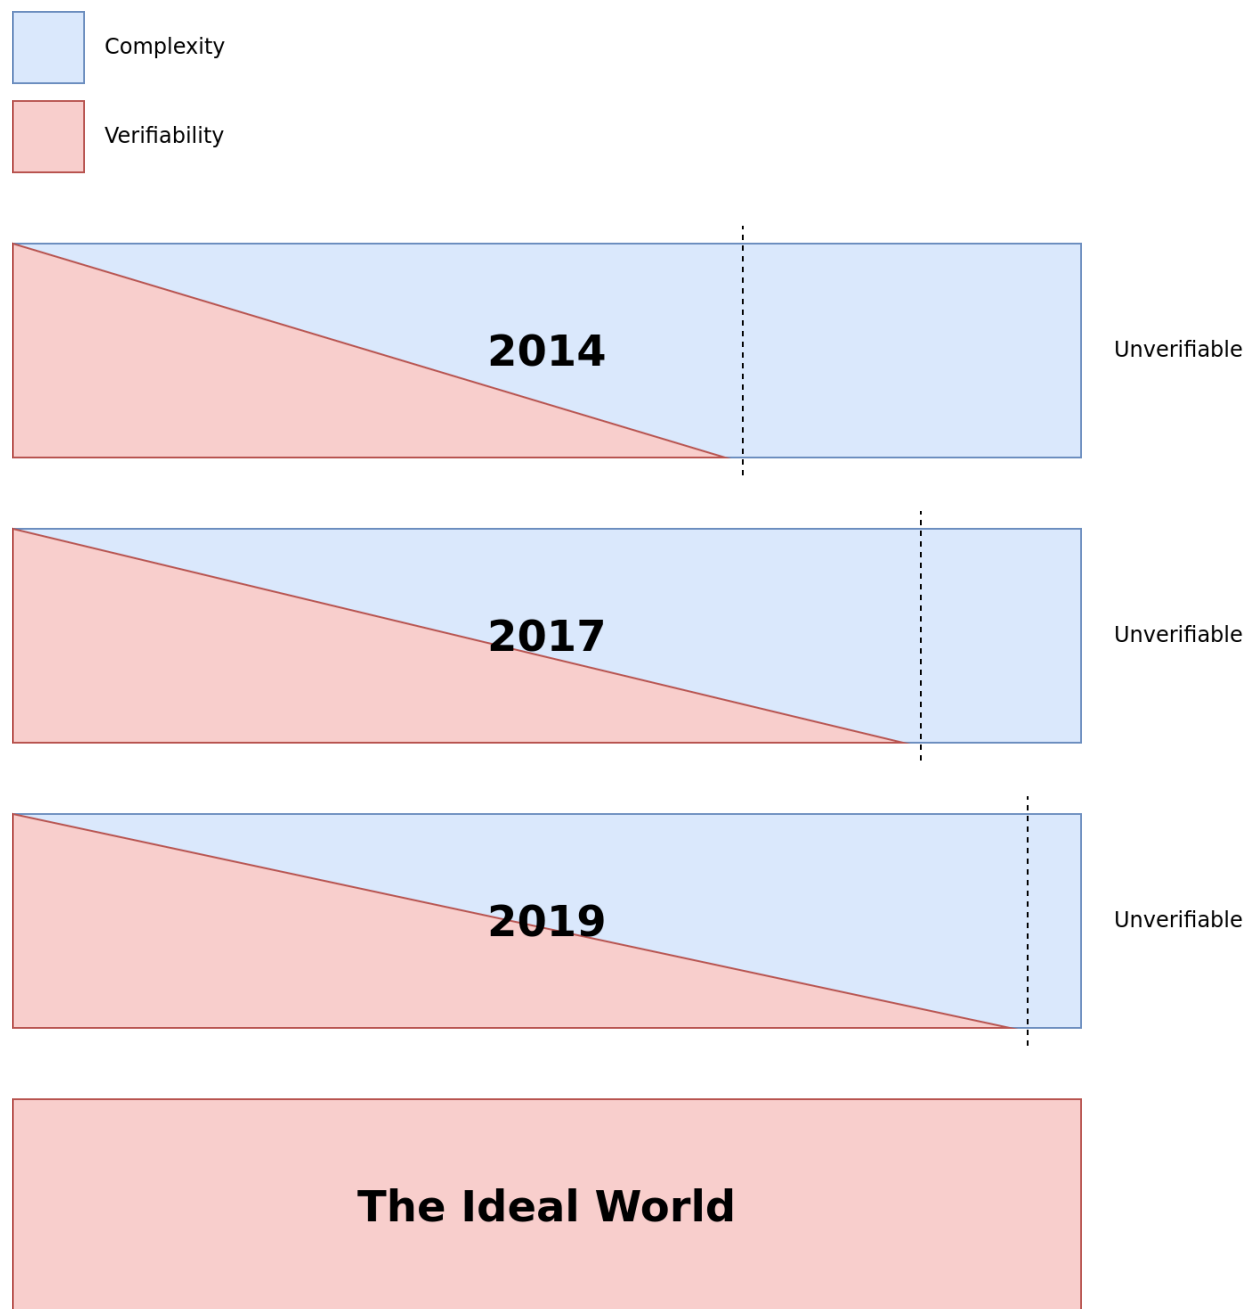 Complexity
Verifiability
2014
Unverifiable
2017
Unverifiable
2019
Unverifiable
The Ideal World